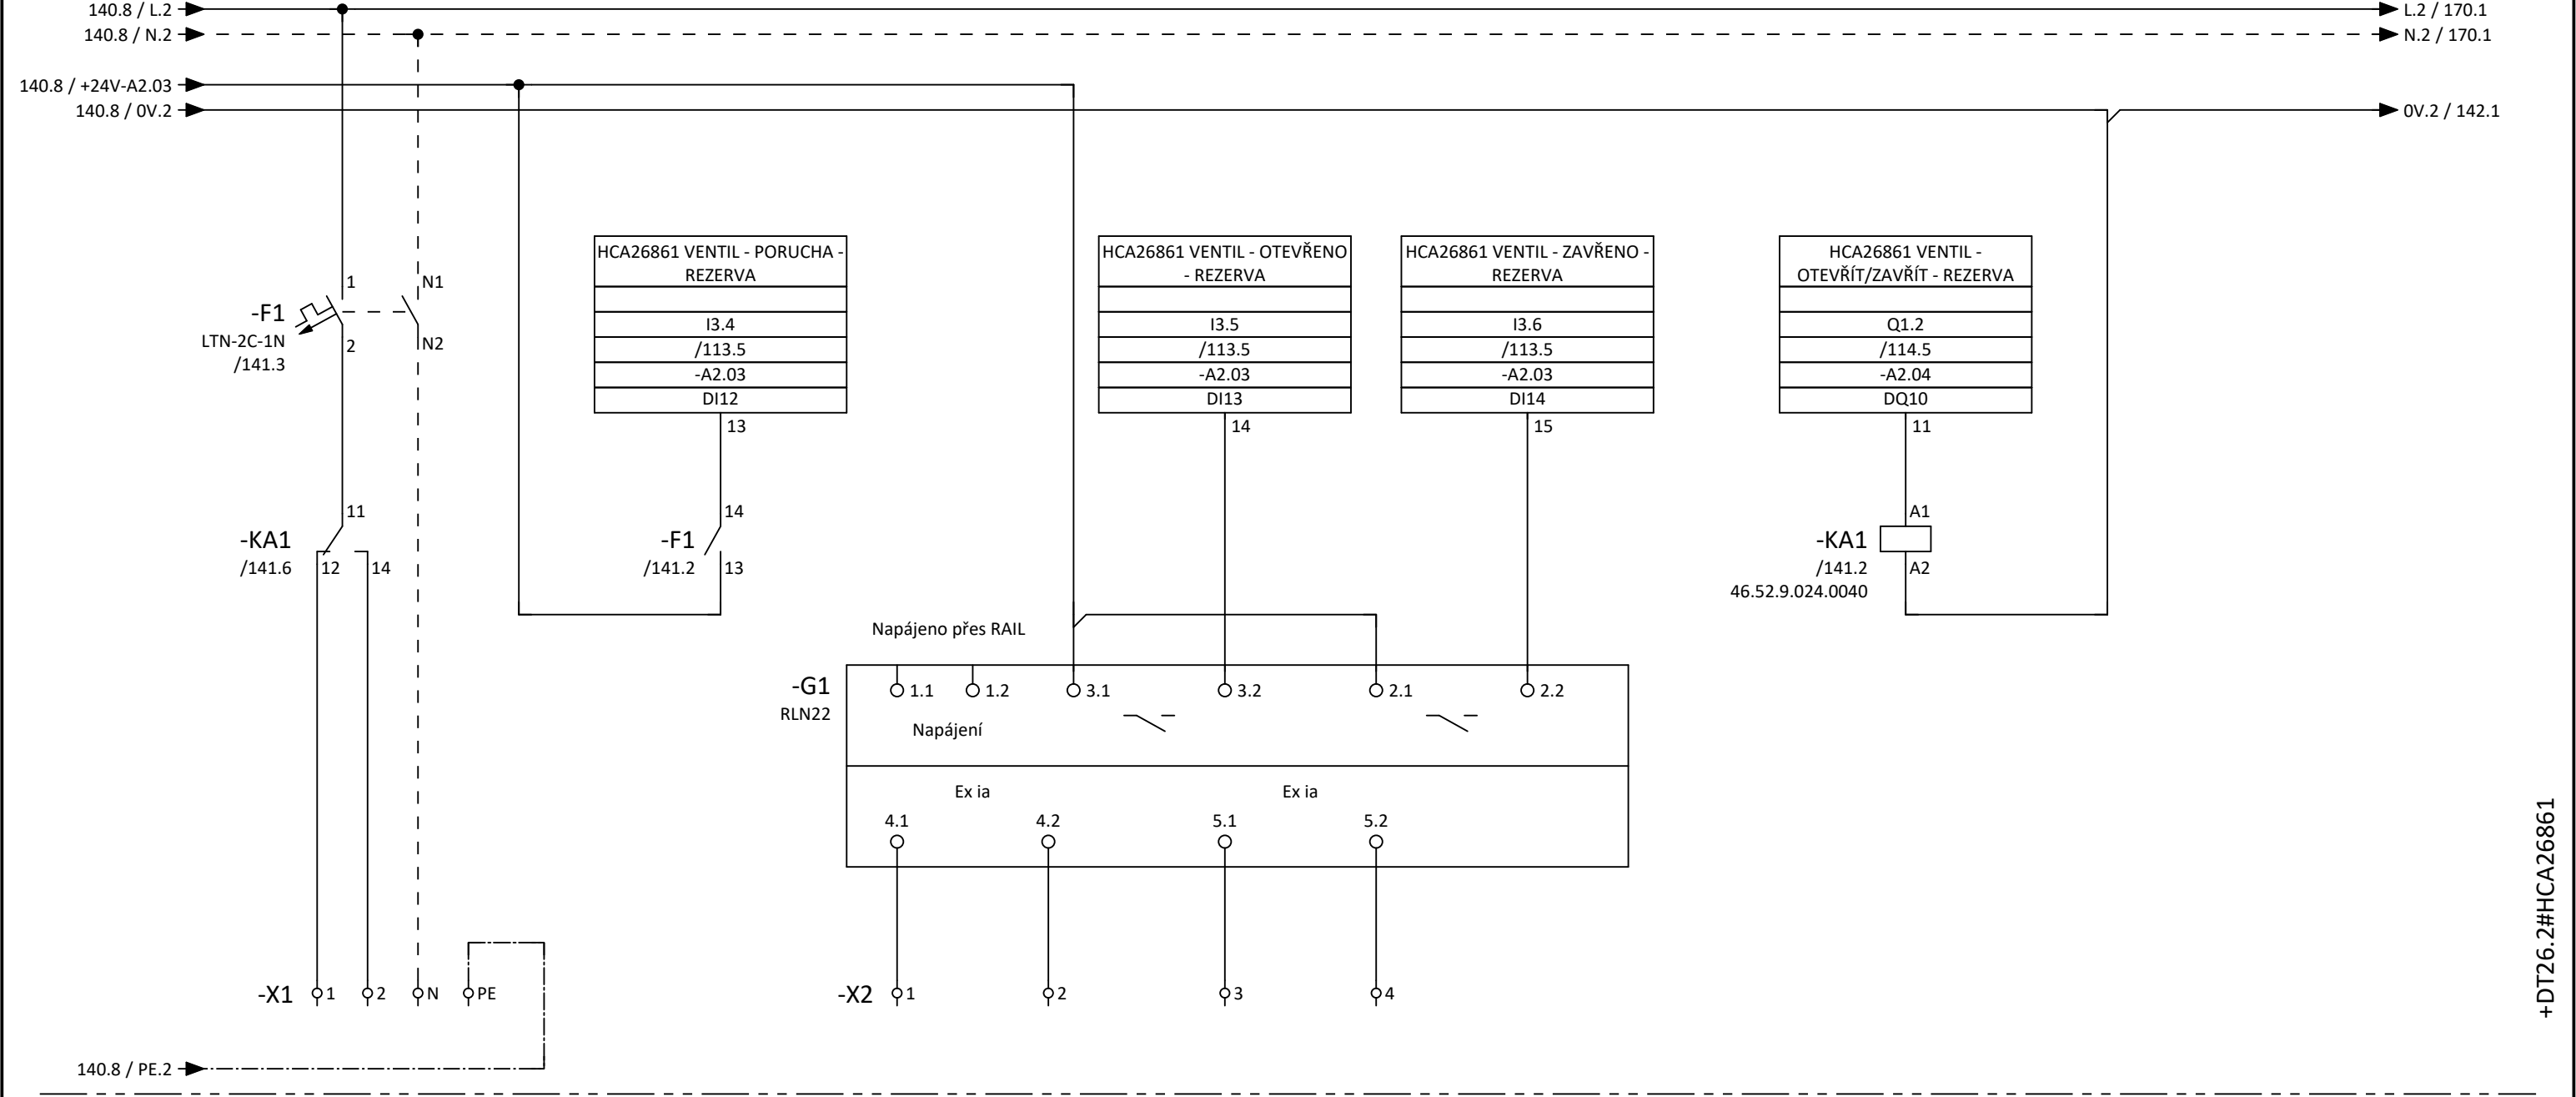 140.8 / L.2
L.2 / 170.1
140.8 / N.2
N.2 / 170.1
140.8 / +24V-A2.03
140.8 / 0V.2
0V.2 / 142.1
HCA26861 VENTIL - PORUCHA -
REZERVA
I3.4
/113.5
-A2.03
DI12
13
HCA26861 VENTIL - OTEVŘENO
- REZERVA
I3.5
/113.5
-A2.03
DI13
14
HCA26861 VENTIL - ZAVŘENO -
REZERVA
I3.6
/113.5
-A2.03
DI14
15
HCA26861 VENTIL -
OTEVŘÍT/ZAVŘÍT - REZERVA
Q1.2
/114.5
-A2.04
DQ10
11
1
N1
-F1
LTN-2C-1N
/141.3
2
N2
11
-KA1
/141.6
12
14
14
-F1
/141.2
13
A1
-KA1
/141.2
A2
46.52.9.024.0040
Napájeno přes RAIL
-G1
RLN22
1.1
1.2
3.1
3.2
2.1
2.2
Napájení
Ex ia
Ex ia
4.1
4.2
5.1
5.2
-X1
1
2
N
PE
-X2
1
2
3
4
140.8 / PE.2
+DT26.2#HCA26861